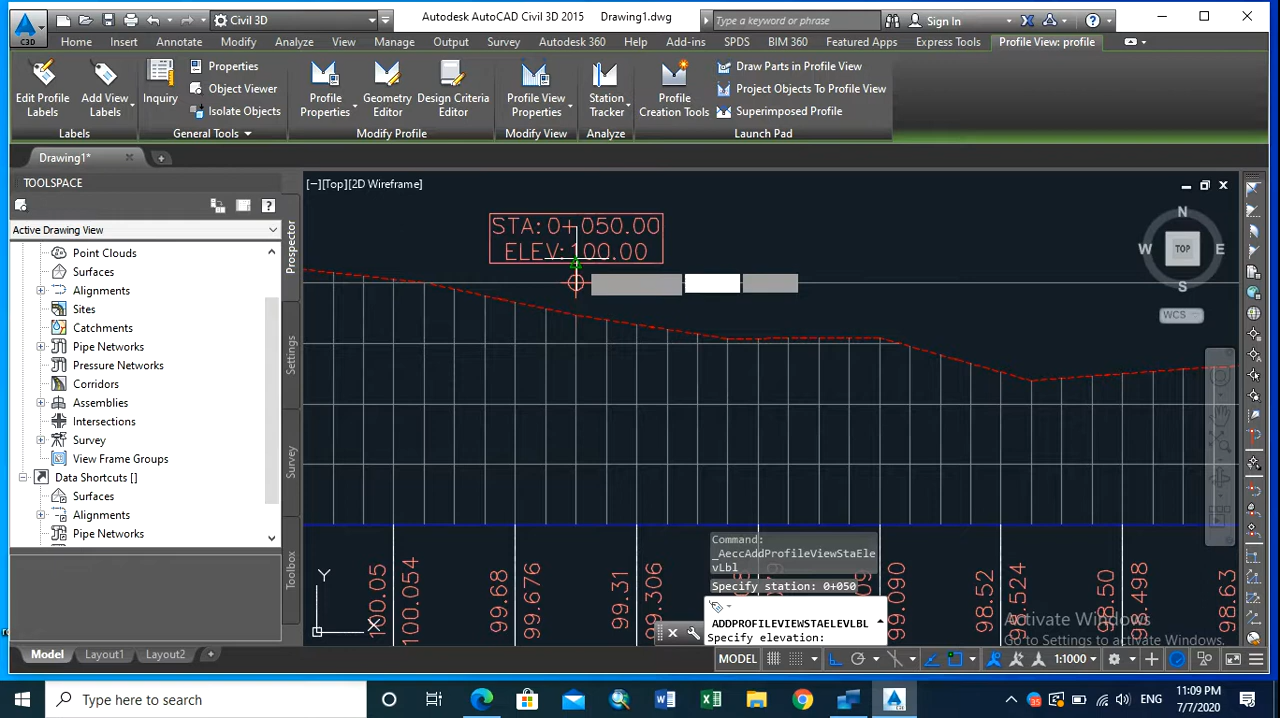 Civil 3D
Autodesk AutoCAD Civil 3D 2015 Drawing1.dwg
Type a keyword or phrase
Sign In
C3D
Home Insert Annotate Modify Analyze View Manage Output Survey Autodesk 360 Help Add-ins SPDS BIM 360 Featured Apps Express Tools Profile View: profile
Edit Profile Labels
Add View Labels
Labels
Inquiry
Properties
Object Viewer
Isolate Objects
General Tools
Profile Properties
Geometry Editor
Design Criteria Editor
Modify Profile
Profile View Properties
Modify View
Station Tracker
Analyze
Profile Creation Tools
Draw Parts in Profile View
Project Objects To Profile View
Superimposed Profile
Launch Pad
Drawing1*
TOOLSPACE
Active Drawing View
Point Clouds
Surfaces
Alignments
Sites
Catchments
Pipe Networks
Pressure Networks
Corridors
Assemblies
Intersections
Survey
View Frame Groups
Data Shortcuts []
Surfaces
Alignments
Pipe Networks
Prospector
Settings
Survey
Toolbox
[−][Top][2D Wireframe]
STA: 0+050.00
ELEV: 100.00
N
W TOP E
S
WCS
100.05
100.054
99.68
99.676
99.31
99.306
99.090
98.52
98.524
98.50
98.498
98.63
Y
X
Command:
_AeccAddProfileViewStaEle
vLbl
Specify station: 0+050
ADDPROFILEVIEWSTAELEVLBL
Specify elevation:
Activate Windows
Go to Settings to activate Windows.
Model Layout1 Layout2
MODEL
1:1000
Type here to search
ENG
11:09 PM
7/7/2020